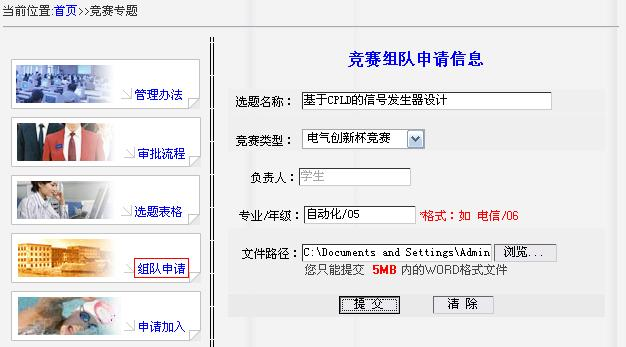 当前位置:首页>>竞赛专题
管理办法
审批流程
选题表格
组队申请
申请加入
竞赛组队申请信息
选题名称： 基于CPLD的信号发生器设计
竞赛类型： 电气创新杯竞赛
负责人： 学生
专业/年级： 自动化/05 *格式：如 电信/06
文件路径： C:\Documents and Settings\Admin 浏览...
您只能提交 5MB 内的WORD格式文件
提 交 清 除